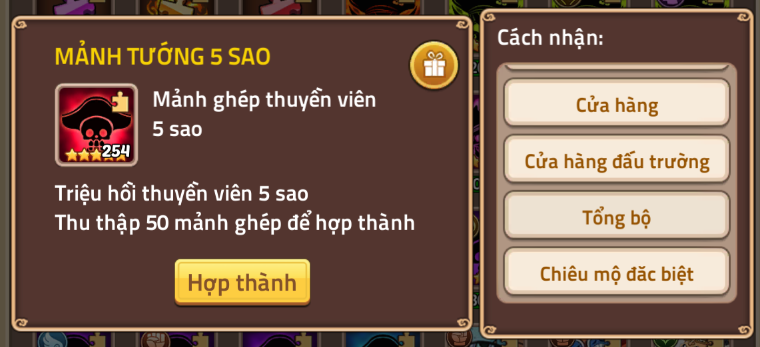 MẢNH TƯỚNG 5 SAO
Mảnh ghép thuyền viên
5 sao
254
Triệu hồi thuyền viên 5 sao
Thu thập 50 mảnh ghép để hợp thành
Hợp thành
Cách nhận:
Cửa hàng
Cửa hàng đấu trường
Tổng bộ
Chiêu mộ đăc biệt